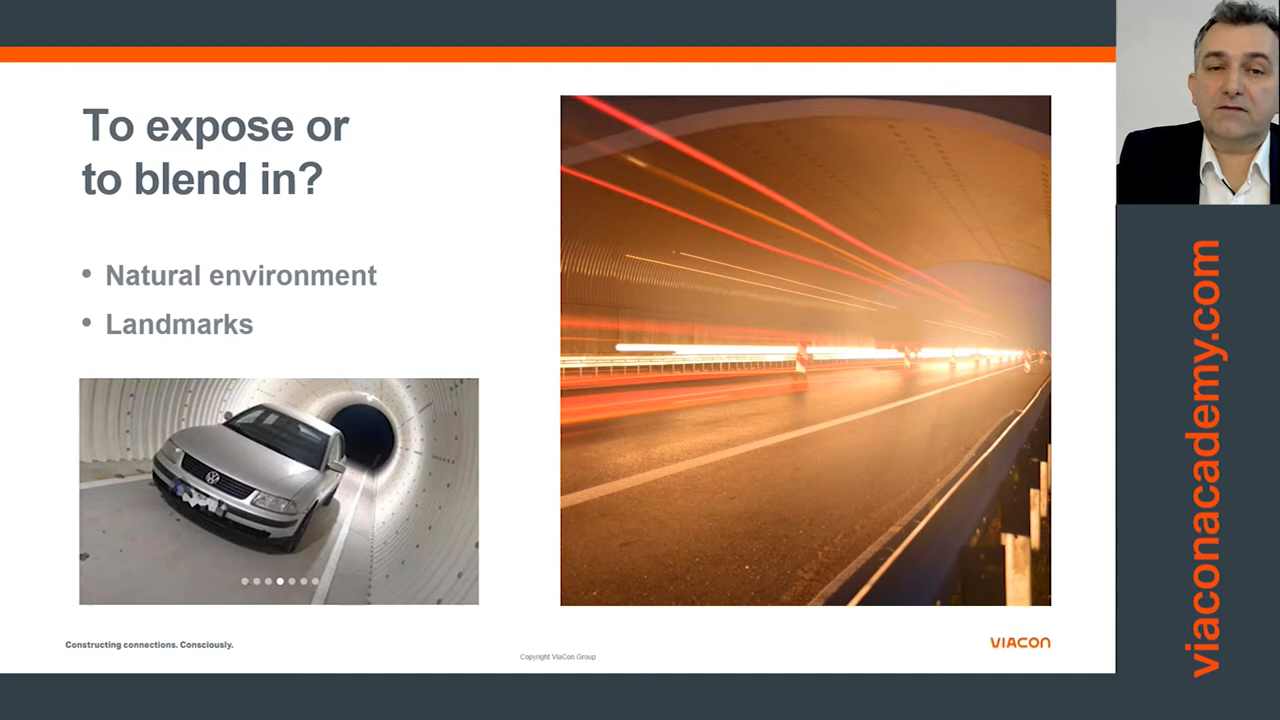 To expose or
to blend in?
• Natural environment
• Landmarks
Constructing connections. Consciously.
Copyright ViaCon Group
VIACON
viaconacademy.com